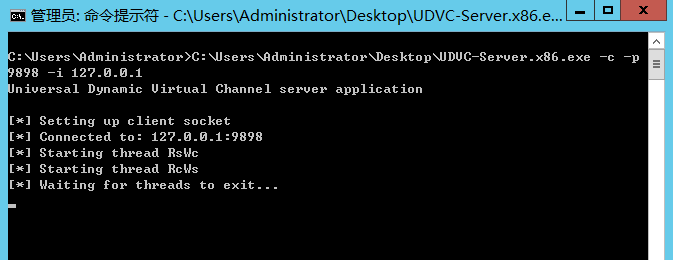 管理员: 命令提示符 - C:\Users\Administrator\Desktop\UDVC-Server.x86.e...
C:\Users\Administrator>C:\Users\Administrator\Desktop\UDVC-Server.x86.exe -c -p
9898 -i 127.0.0.1
Universal Dynamic Virtual Channel server application
[*] Setting up client socket
[*] Connected to: 127.0.0.1:9898
[*] Starting thread RsWc
[*] Starting thread RcWs
[*] Waiting for threads to exit...